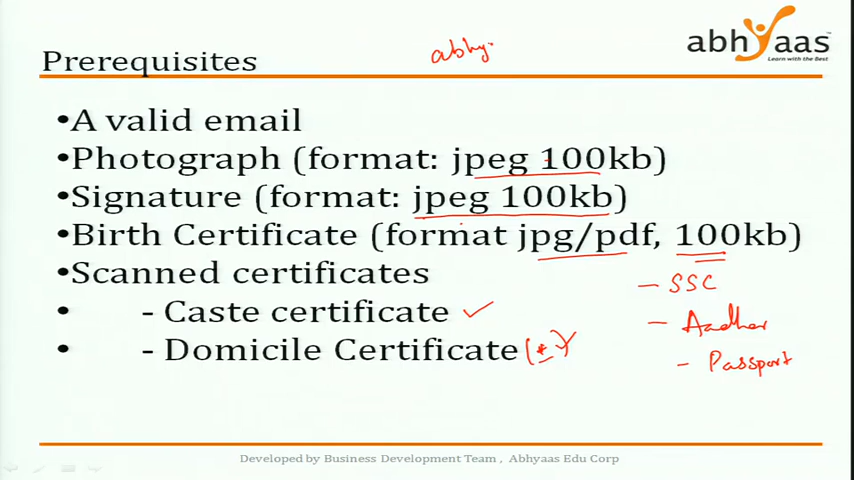 Prerequisites
abhy
abhyaas
Learn with the Best
•A valid email
•Photograph (format: jpeg 100kb)
•Signature (format: jpeg 100kb)
•Birth Certificate (format jpg/pdf, 100kb)
•Scanned certificates
- SSC
• - Caste certificate ✓
- Aadhar
• - Domicile Certificate (*)
- Passport
Developed by Business Development Team , Abhyaas Edu Corp